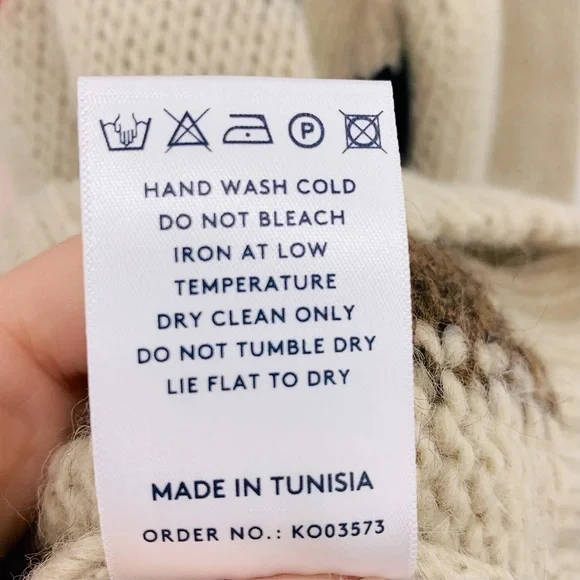 P
HAND WASH COLD
DO NOT BLEACH
IRON AT LOW
TEMPERATURE
DRY CLEAN ONLY
DO NOT TUMBLE DRY
LIE FLAT TO DRY
MADE IN TUNISIA
ORDER NO.: KO03573